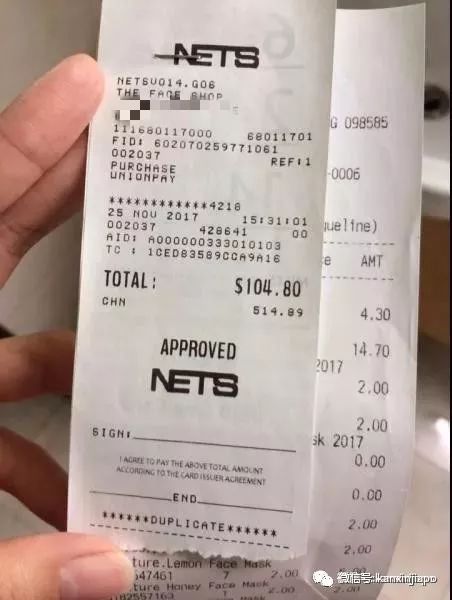 NETS
NETSV014.G06
THE FACE SHOP
111680117000 68011701
FID: 602070259771061
002037 REF:1
PURCHASE
UNIONPAY
************4216
25 NOV 2017 15:31:01
002037 428641 00
AID: A000000333010103
TC : 1CED83589CCA9A16
TOTAL: $104.80
CHN 514.89
APPROVED
NETS
SIGN:
I AGREE TO PAY THE ABOVE TOTAL AMOUNT
ACCORDING TO THE CARD ISSUER AGREEMENT
END
******DUPLICATE******
G 098585
-0006
queline)
e AMT
4.30
14.70
2017
2.00
2.00
sk 2017
0.00
0.00
2.00
2.00
ture.Lemon Face Mask
547461 7 2.00
ture Honey Face Mask
微信号: kanxinjiapo